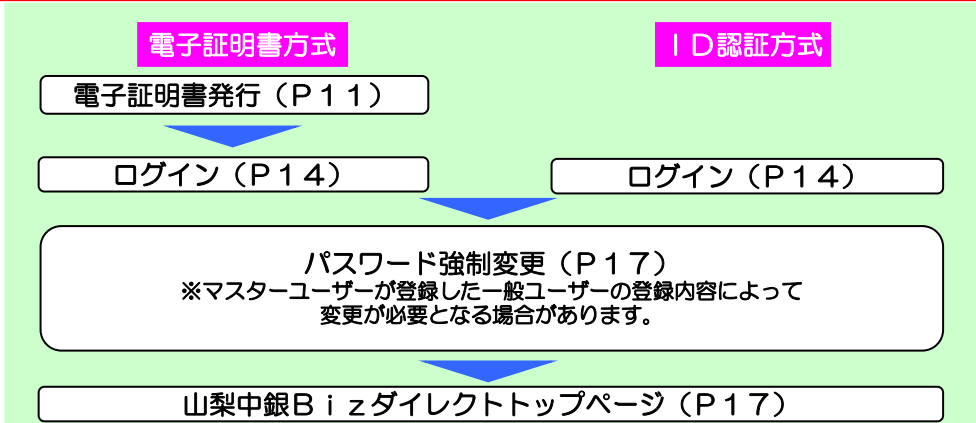 電子証明書方式
ＩＤ認証方式
電子証明書発行（Ｐ１１）
ログイン（Ｐ１４）
ログイン（Ｐ１４）
パスワード強制変更（Ｐ１７）
※マスターユーザーが登録した一般ユーザーの登録内容によって
変更が必要となる場合があります。
山梨中銀Ｂｉｚダイレクトトップページ（Ｐ１７）